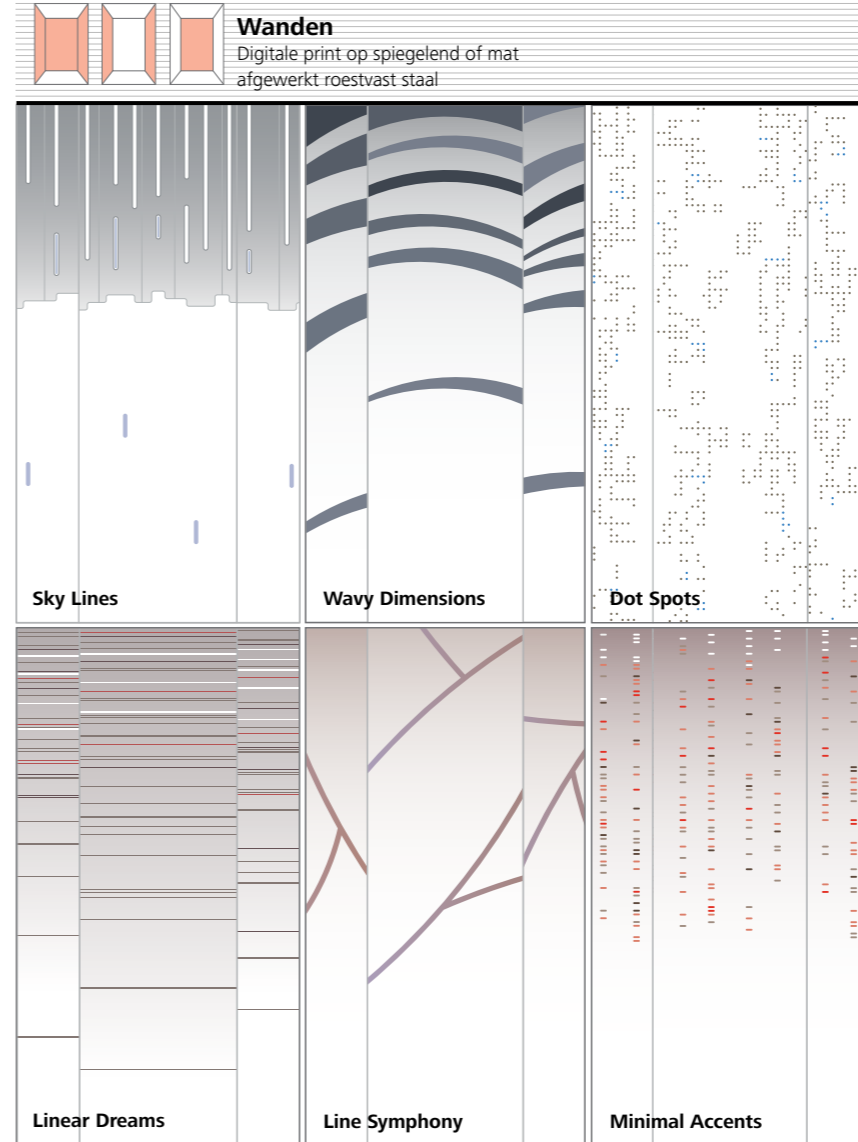 Wanden
Digitale print op spiegelend of mat
afgewerkt roestvast staal
Sky Lines
Wavy Dimensions
Dot Spots
Linear Dreams
Line Symphony
Minimal Accents